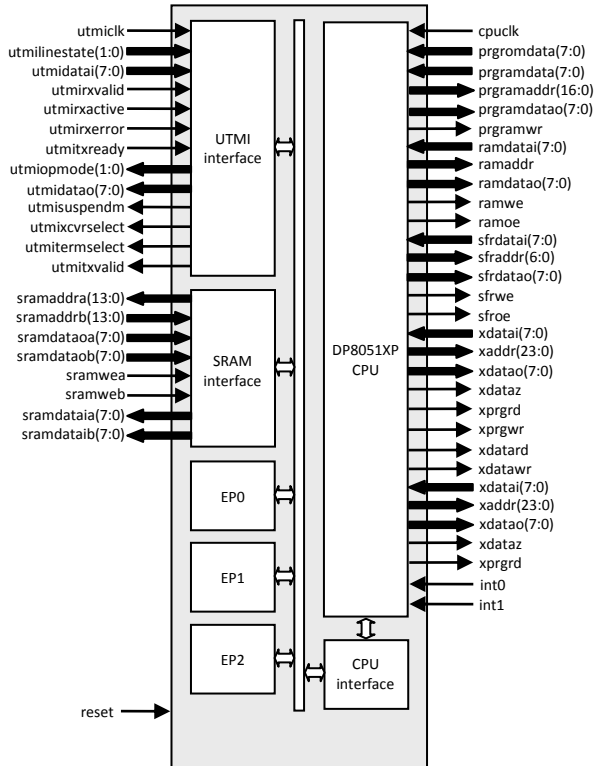 utmiclk
utmilinestate(1:0)
utmidatai(7:0)
utmirxvalid
utmirxactive
utmirxerror
utmitxready
utmiopmode(1:0)
utmidatao(7:0)
utmisuspendm
utmixcvrselect
utmitermselect
utmitxvalid
sramaddra(13:0)
sramaddrb(13:0)
sramdataoa(7:0)
sramdataob(7:0)
sramwea
sramweb
sramdataia(7:0)
sramdataib(7:0)
reset
UTMI
interface
SRAM
interface
EP0
EP1
EP2
DP8051XP
CPU
CPU
interface
cpuclk
prgromdata(7:0)
prgramdata(7:0)
prgramaddr(16:0)
prgramdatao(7:0)
prgramwr
ramdatai(7:0)
ramaddr
ramdatao(7:0)
ramwe
ramoe
sfrdatai(7:0)
sfraddr(6:0)
sfrdatao(7:0)
sfrwe
sfroe
xdatai(7:0)
xaddr(23:0)
xdatao(7:0)
xdataz
xprgrd
xprgwr
xdatard
xdatawr
xdatai(7:0)
xaddr(23:0)
xdatao(7:0)
xdataz
xprgrd
int0
int1